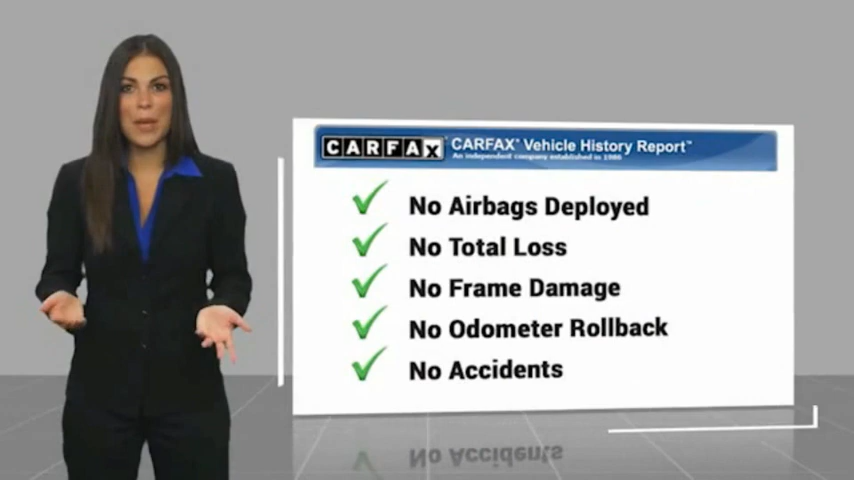 CARFAX CARFAX® Vehicle History Report™
An independent company established in 1986
No Airbags Deployed
No Total Loss
No Frame Damage
No Odometer Rollback
No Accidents
No Accidents